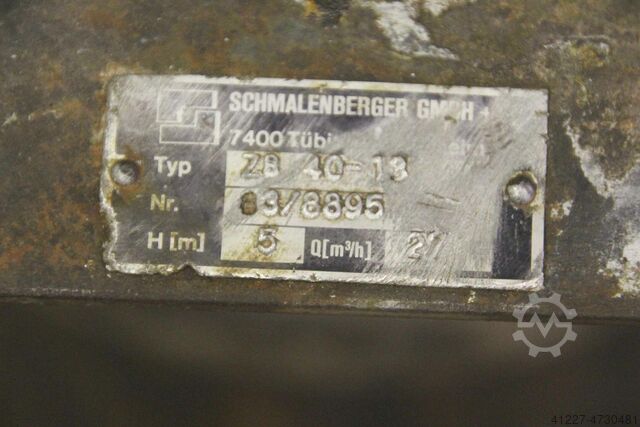 SCHMALENBERGER GMBH +
7400 Tübi
Typ ZB 40-13
Nr. 83/8895
H [m] 5 Q[m³/h] 27
41227-4730481